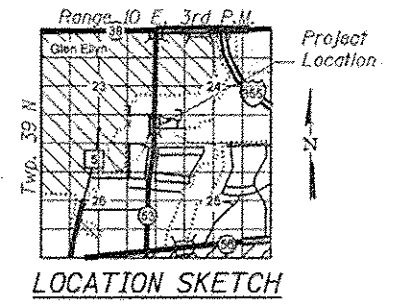 Range 10 E. 3rd P.M.
38
Glen Ellyn
Project
Location
23
24
355
Twp. 39 N
5
N
26
25
53
56
LOCATION SKETCH